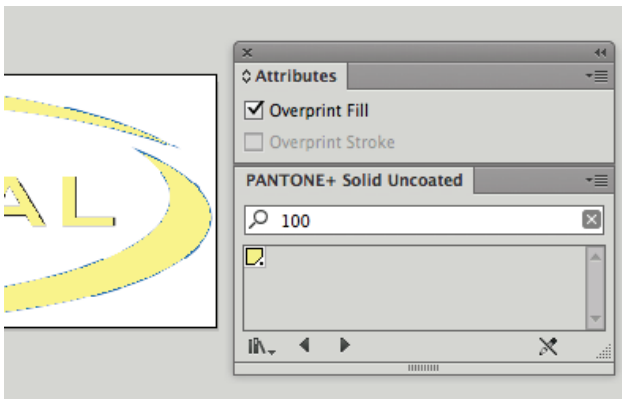 Attributes
Overprint Fill
Overprint Stroke
AL
PANTONE+ Solid Uncoated
100